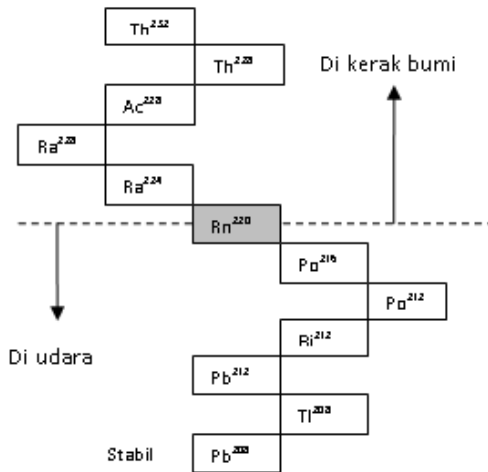 Th²³²
Th²²⁸
Di kerak bumi
Ac²²⁸
Ra²²⁸
Ra²²⁴
Rn²²⁰
Po²¹⁶
Po²¹²
Di udara
Bi²¹²
Pb²¹²
Tl²⁰⁸
Stabil
Pb²⁰⁸